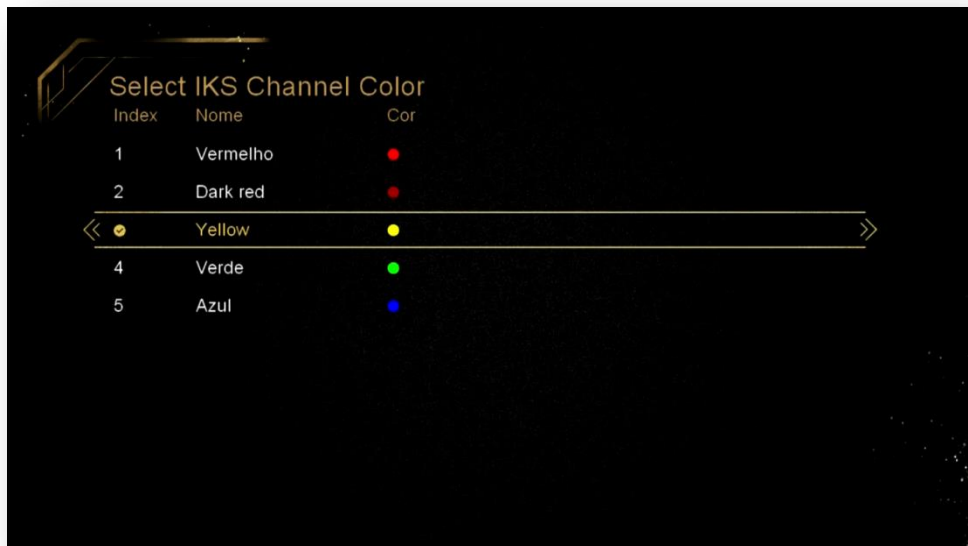 Select IKS Channel Color
Index Nome Cor
1 Vermelho
2 Dark red
Yellow
4 Verde
5 Azul